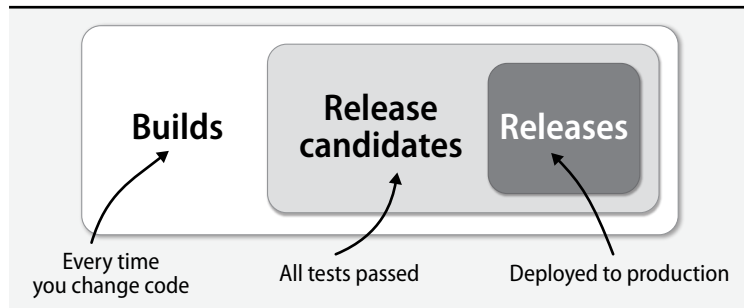 Builds
Release
candidates
Releases
Every time
you change code
All tests passed
Deployed to production